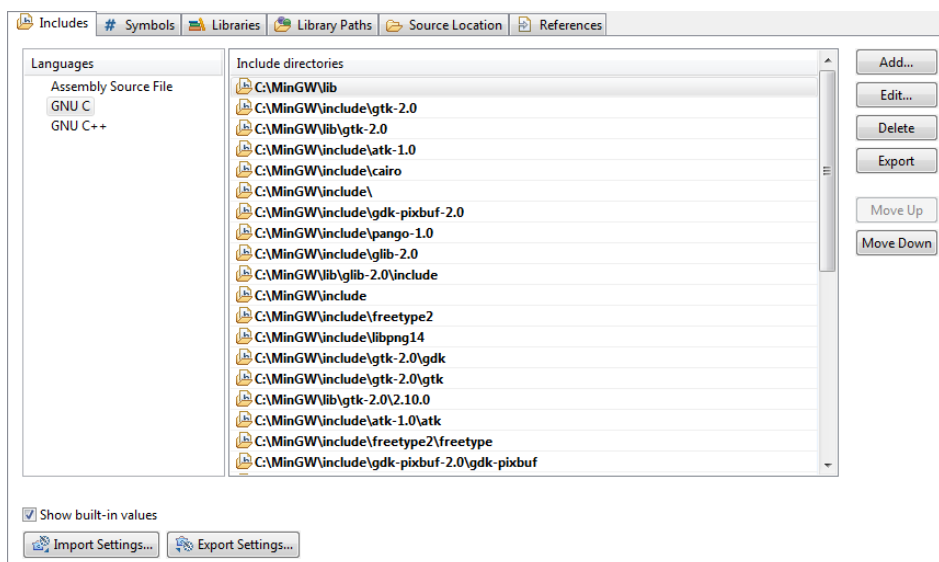 Includes # Symbols Libraries Library Paths Source Location References
Languages
Assembly Source File
GNU C
GNU C++
Include directories
C:\MinGW\lib
C:\MinGW\include\gtk-2.0
C:\MinGW\lib\gtk-2.0
C:\MinGW\include\atk-1.0
C:\MinGW\include\cairo
C:\MinGW\include\
C:\MinGW\include\gdk-pixbuf-2.0
C:\MinGW\include\pango-1.0
C:\MinGW\include\glib-2.0
C:\MinGW\lib\glib-2.0\include
C:\MinGW\include
C:\MinGW\include\freetype2
C:\MinGW\include\libpng14
C:\MinGW\include\gtk-2.0\gdk
C:\MinGW\include\gtk-2.0\gtk
C:\MinGW\lib\gtk-2.0\2.10.0
C:\MinGW\include\atk-1.0\atk
C:\MinGW\include\freetype2\freetype
C:\MinGW\include\gdk-pixbuf-2.0\gdk-pixbuf
Add...
Edit...
Delete
Export
Move Up
Move Down
Show built-in values
Import Settings... Export Settings...